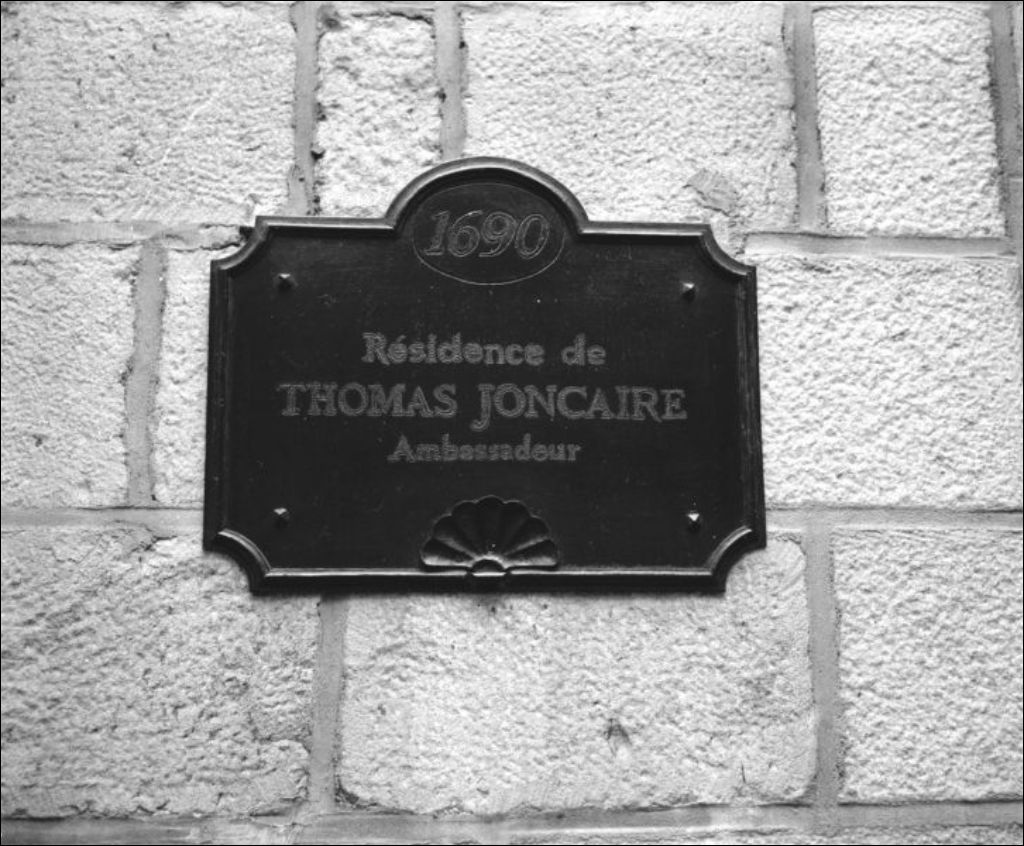 1690
Résidence de
THOMAS JONCAIRE
Ambassadeur